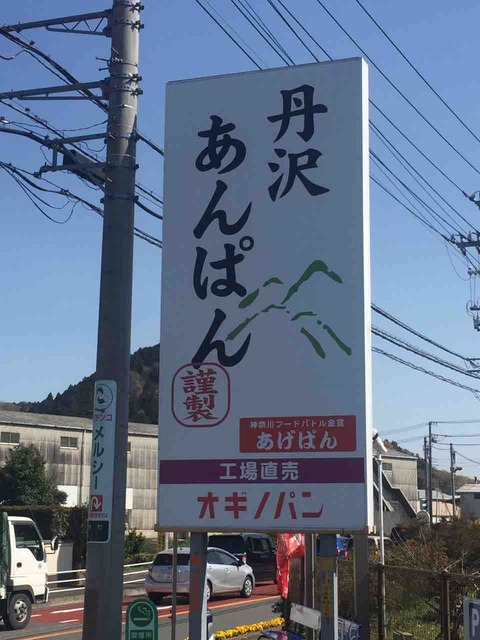 丹沢
あんぱん
謹製
神奈川フードバトル金賞
あげぱん
工場直売
オギノパン
メルシー
P